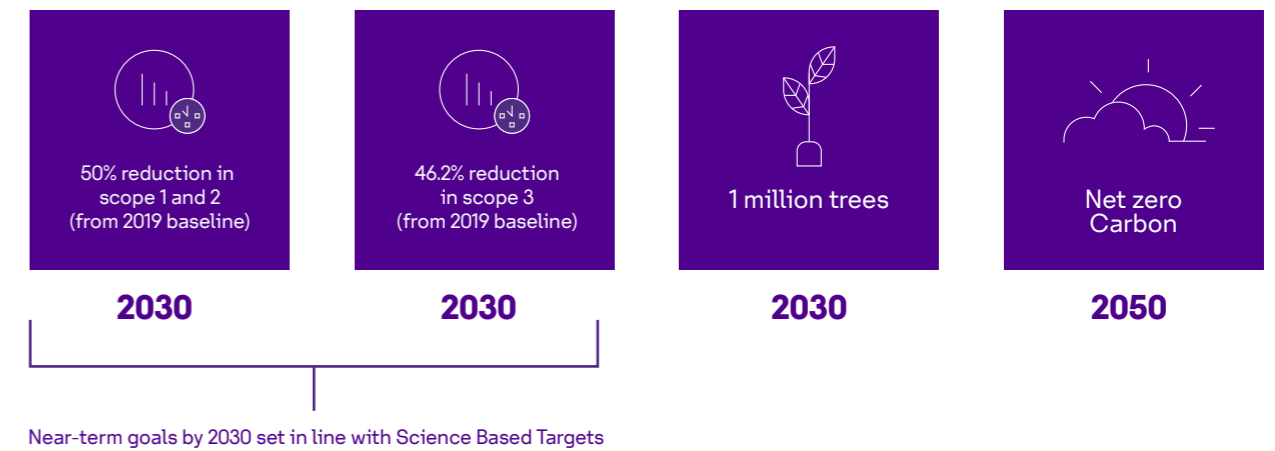 50% reduction in
scope 1 and 2
(from 2019 baseline)
2030
46.2% reduction
in scope 3
(from 2019 baseline)
2030
1 million trees
2030
Net zero
Carbon
2050
Near-term goals by 2030 set in line with Science Based Targets